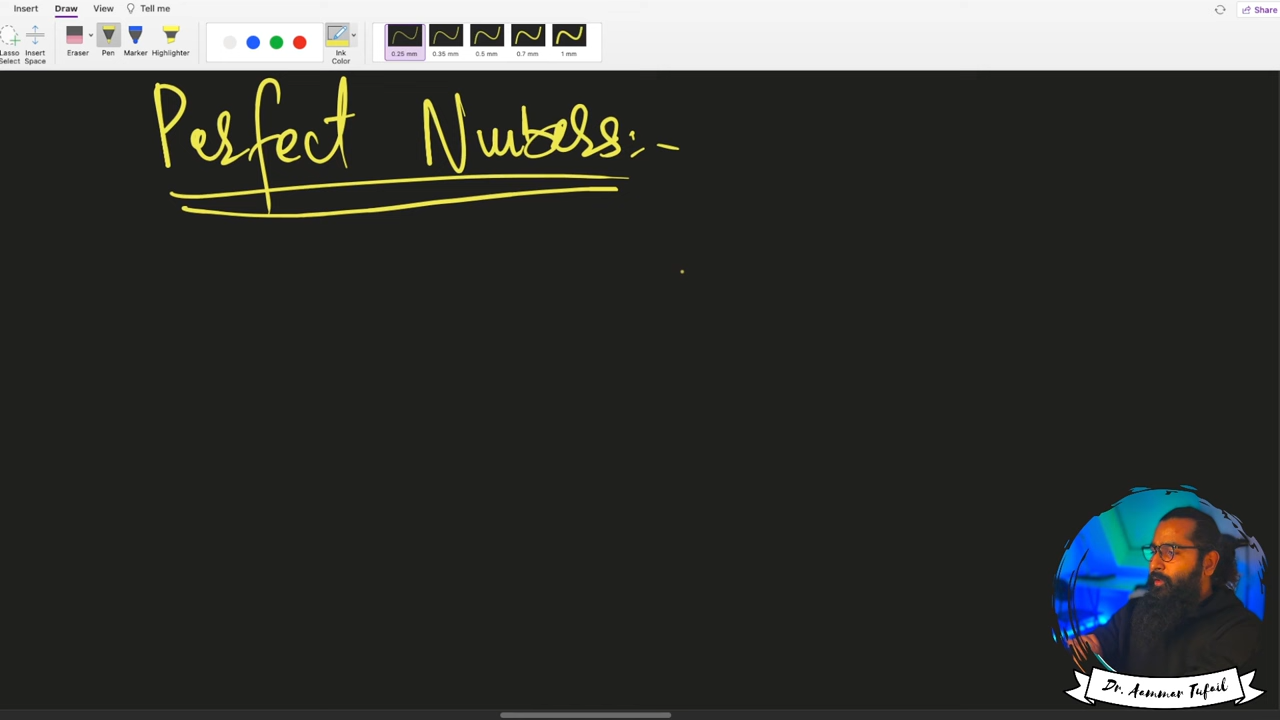 Insert Draw View Tell me Share
Lasso Select Insert Space Eraser Pen Marker Highlighter Ink Color 0.25 mm 0.35 mm 0.5 mm 0.7 mm 1 mm
Perfect Numbers:-
Dr. Aammar Tufail